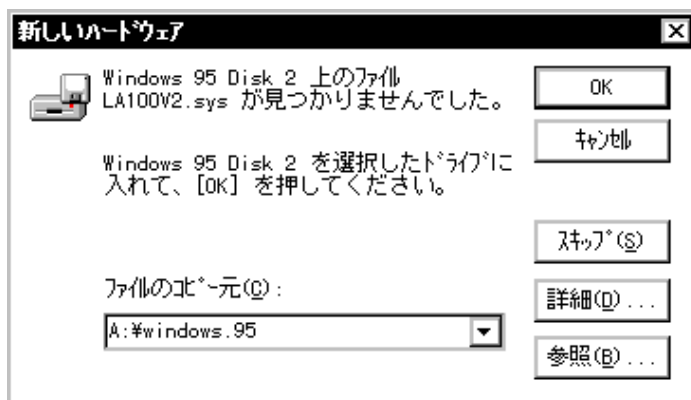 新しいハードウェア
Windows 95 Disk 2 上のファイル
LA100V2.sys が見つかりませんでした。
Windows 95 Disk 2 を選択したドライブに
入れて、[OK] を押してください。
ファイルのコピー元(C):
A:¥windows.95
OK
キャンセル
スキップ(S)
詳細(D)...
参照(B)...